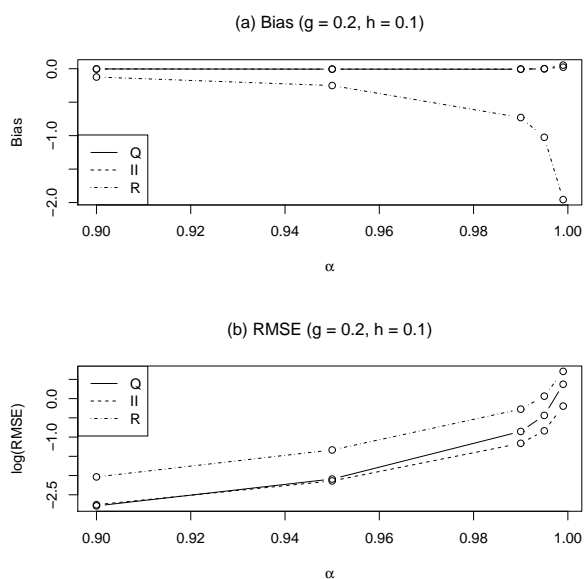 (a) Bias (g = 0.2, h = 0.1)
Bias
0.0
-1.0
-2.0
Q
II
R
0.90 0.92 0.94 0.96 0.98 1.00
α
(b) RMSE (g = 0.2, h = 0.1)
log(RMSE)
0.0
-1.0
-2.5
Q
II
R
0.90 0.92 0.94 0.96 0.98 1.00
α